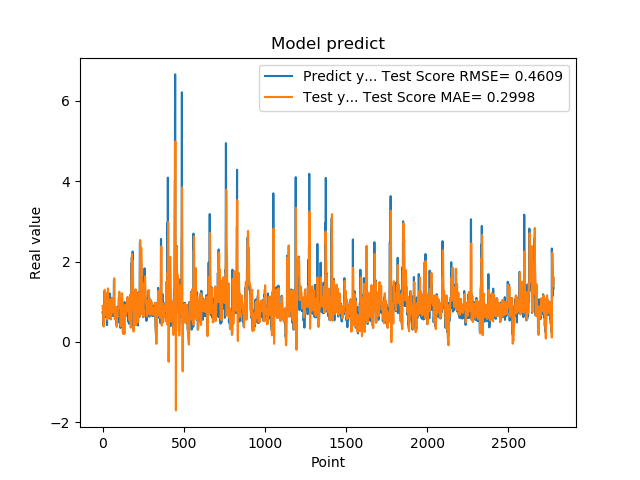 Model predict
Predict y... Test Score RMSE= 0.4609
Test y... Test Score MAE= 0.2998
Real value
6
4
2
0
−2
0 500 1000 1500 2000 2500
Point